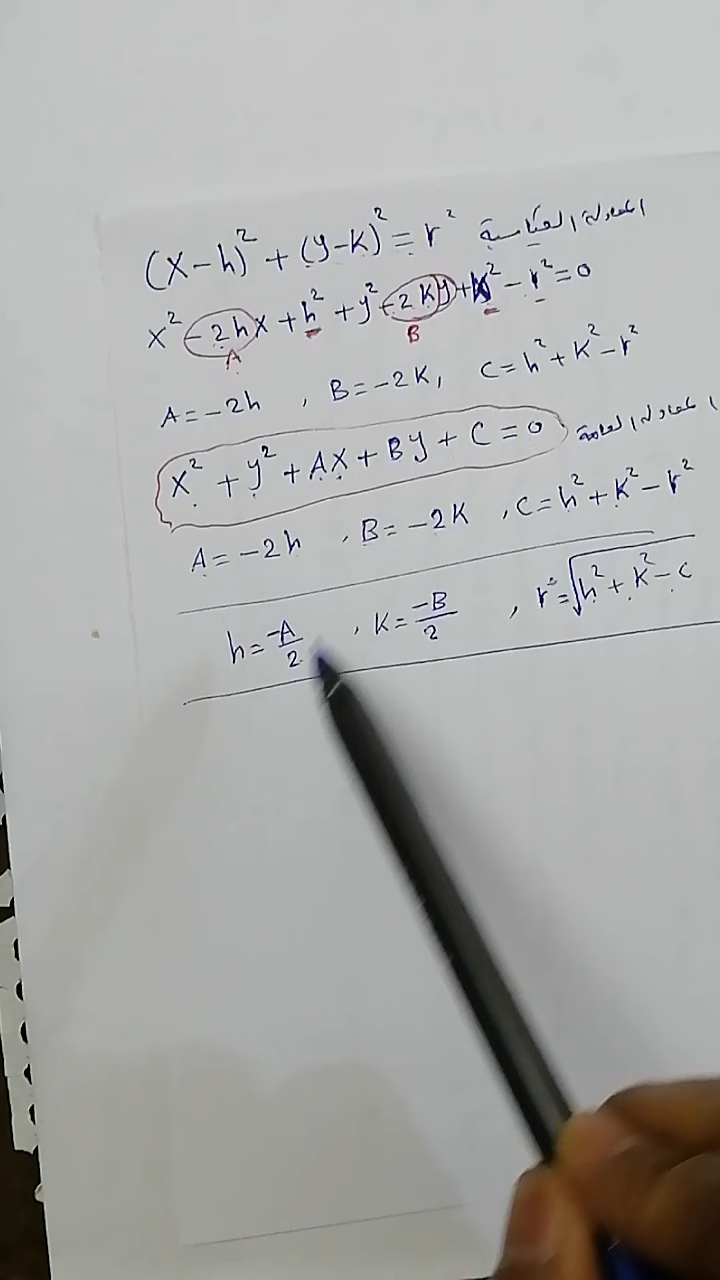 (x-h)² + (y-k)² = r² المعادلة القياسية
x² -2hx + h² + y² -2ky + k² - r² = 0
A B
A = -2h , B = -2K, C = h² + K² - r²
x² + y² + AX + BY + C = 0 المعادلة العامة
A = -2h , B = -2K , C = h² + K² - r²
h = -A/2 , K = -B/2 , r = √h² + K² - C